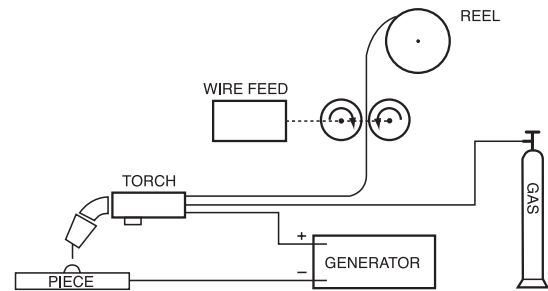 REEL
WIRE FEED
TORCH
GAS
+
GENERATOR
−
PIECE